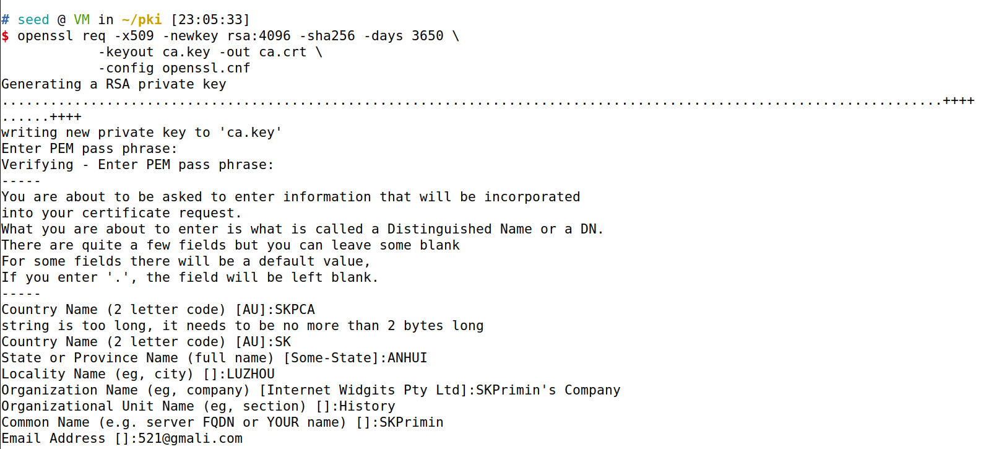 # seed @ VM in ~/pki [23:05:33]
$ openssl req -x509 -newkey rsa:4096 -sha256 -days 3650 \
            -keyout ca.key -out ca.crt \
            -config openssl.cnf
Generating a RSA private key
.....................................................................................................................++++
......++++
writing new private key to 'ca.key'
Enter PEM pass phrase:
Verifying - Enter PEM pass phrase:
-----
You are about to be asked to enter information that will be incorporated
into your certificate request.
What you are about to enter is what is called a Distinguished Name or a DN.
There are quite a few fields but you can leave some blank
For some fields there will be a default value,
If you enter '.', the field will be left blank.
-----
Country Name (2 letter code) [AU]:SKPCA
string is too long, it needs to be no more than 2 bytes long
Country Name (2 letter code) [AU]:SK
State or Province Name (full name) [Some-State]:ANHUI
Locality Name (eg, city) []:LUZHOU
Organization Name (eg, company) [Internet Widgits Pty Ltd]:SKPrimin's Company
Organizational Unit Name (eg, section) []:History
Common Name (e.g. server FQDN or YOUR name) []:SKPrimin
Email Address []:521@gmali.com